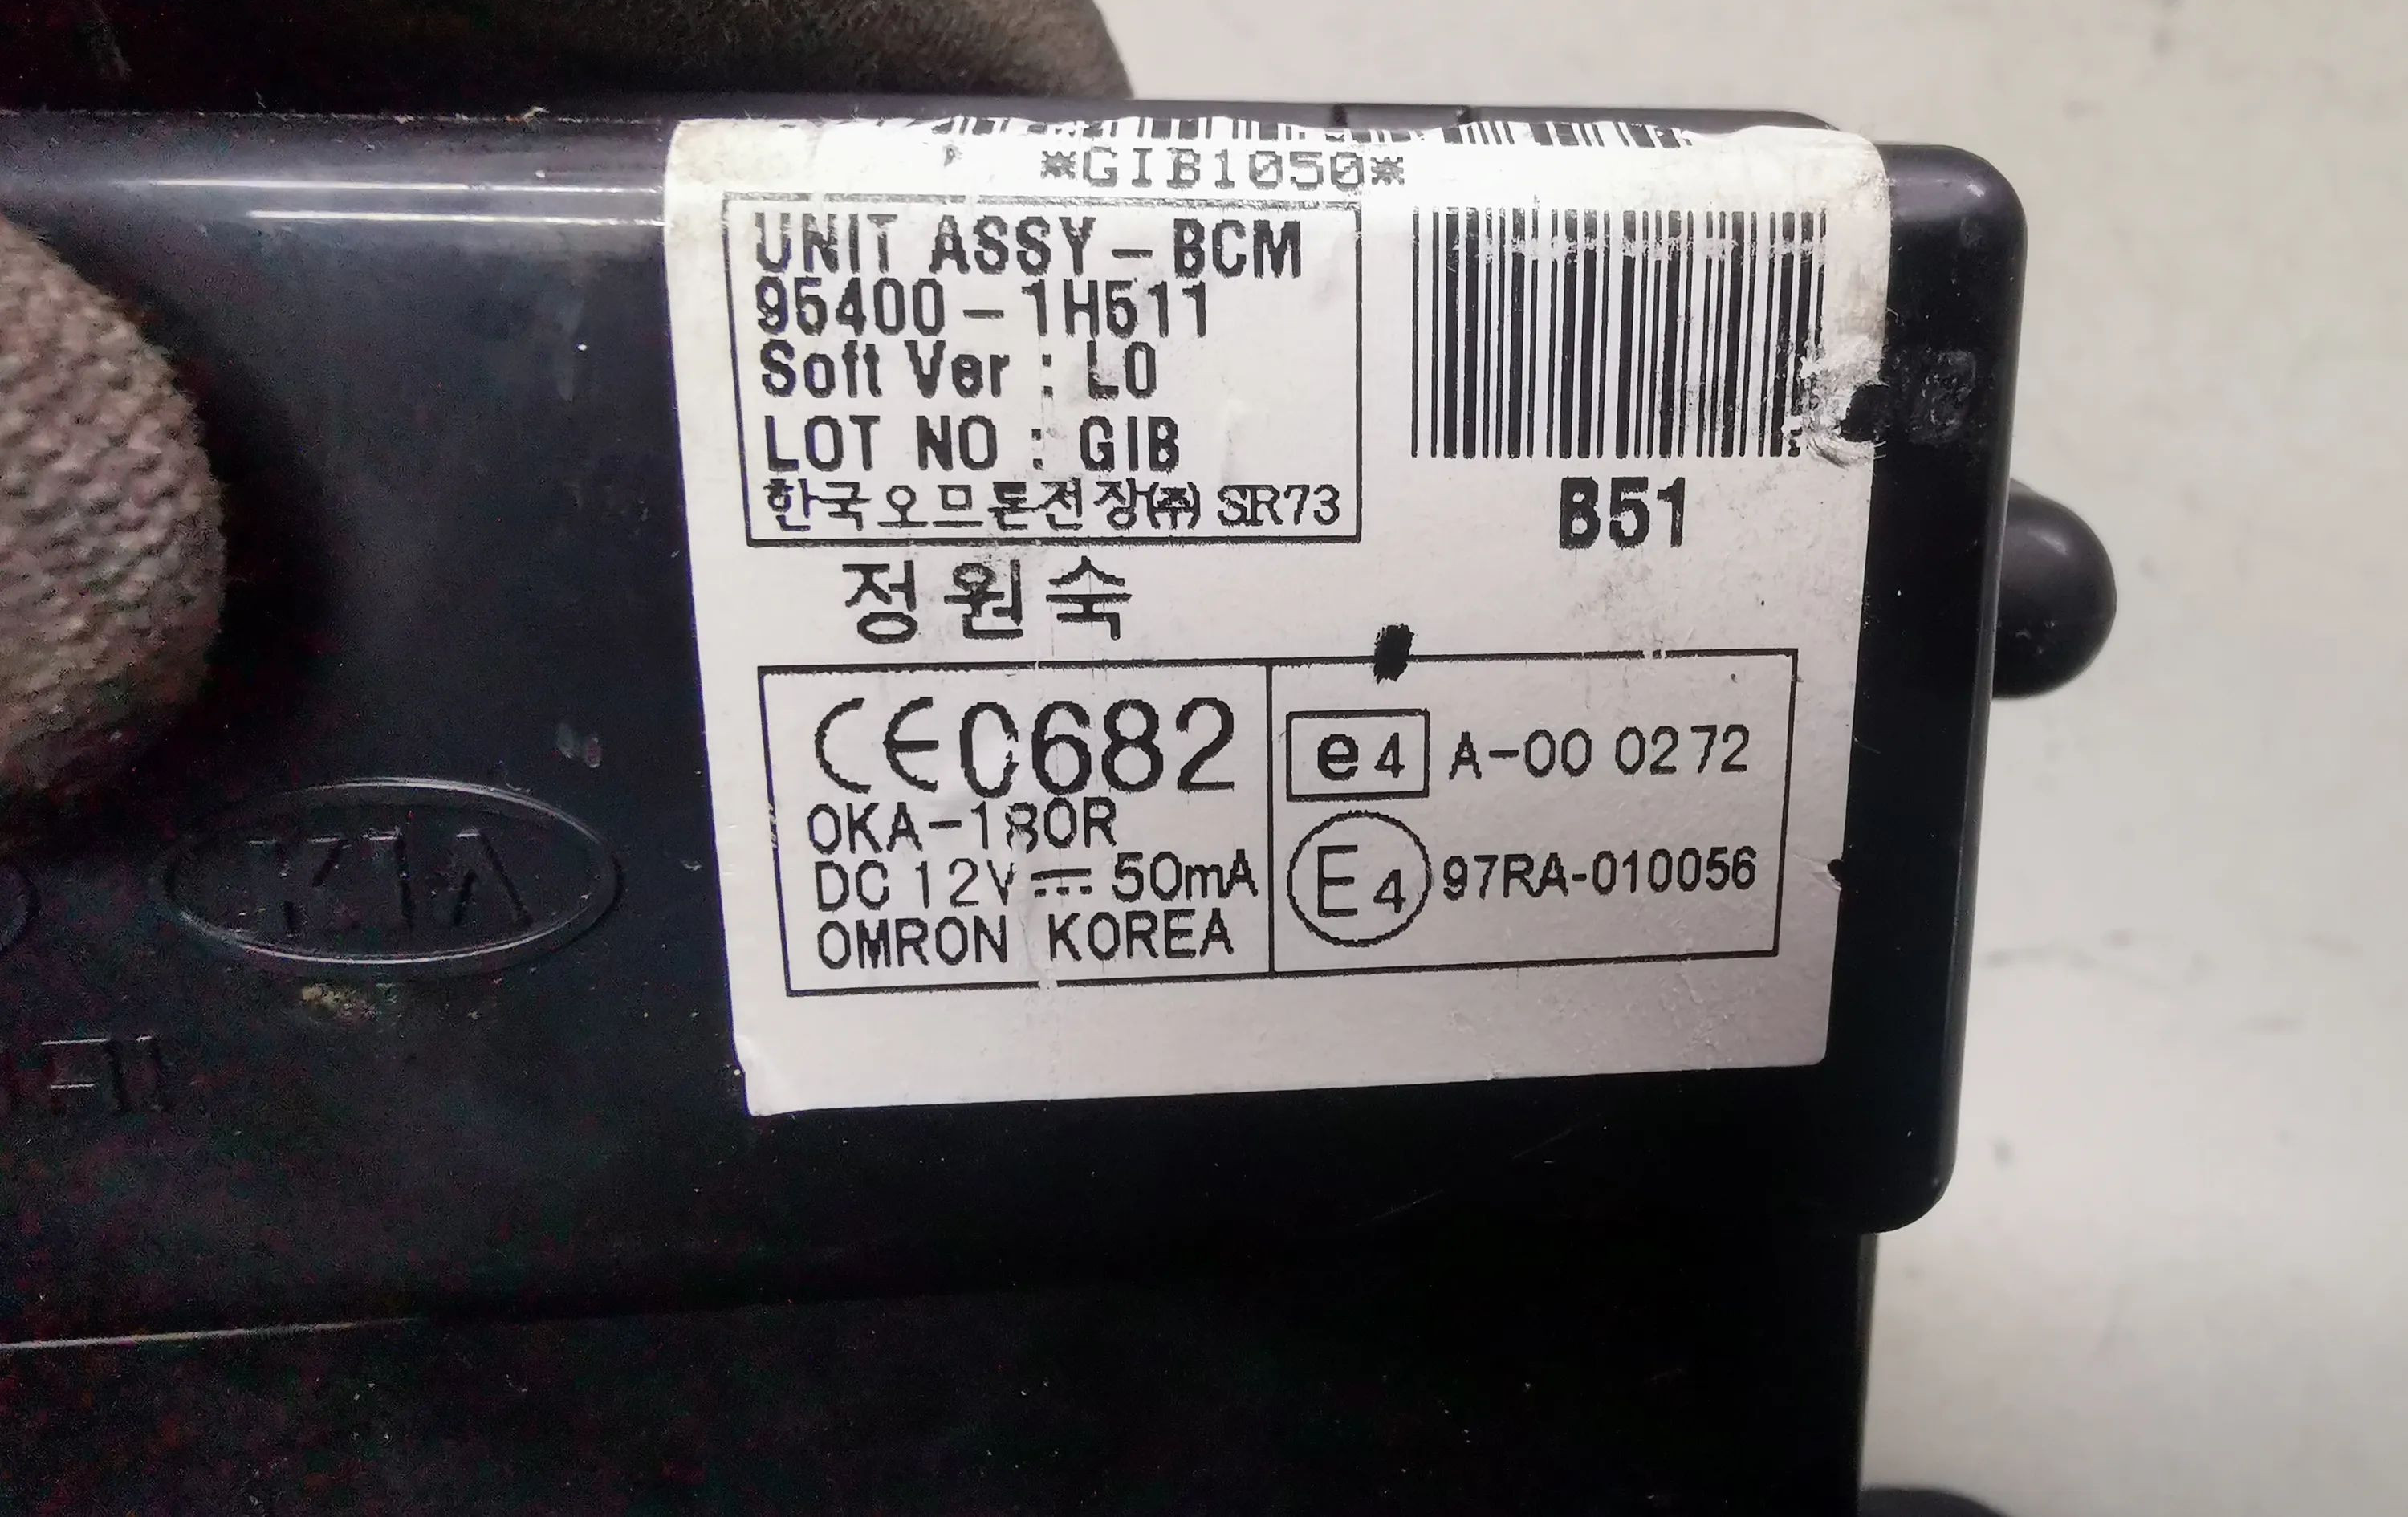 *GIB1050*
UNIT ASSY - BCM
95400 - 1H511
Soft Ver : L0
LOT NO : GIB
한국오므론전장(주) SR73
B51
정원숙
CE0682
OKA-180R
DC 12V ⎓ 50mA
OMRON KOREA
e4 A-00 0272
E4 97RA-010056
KIA